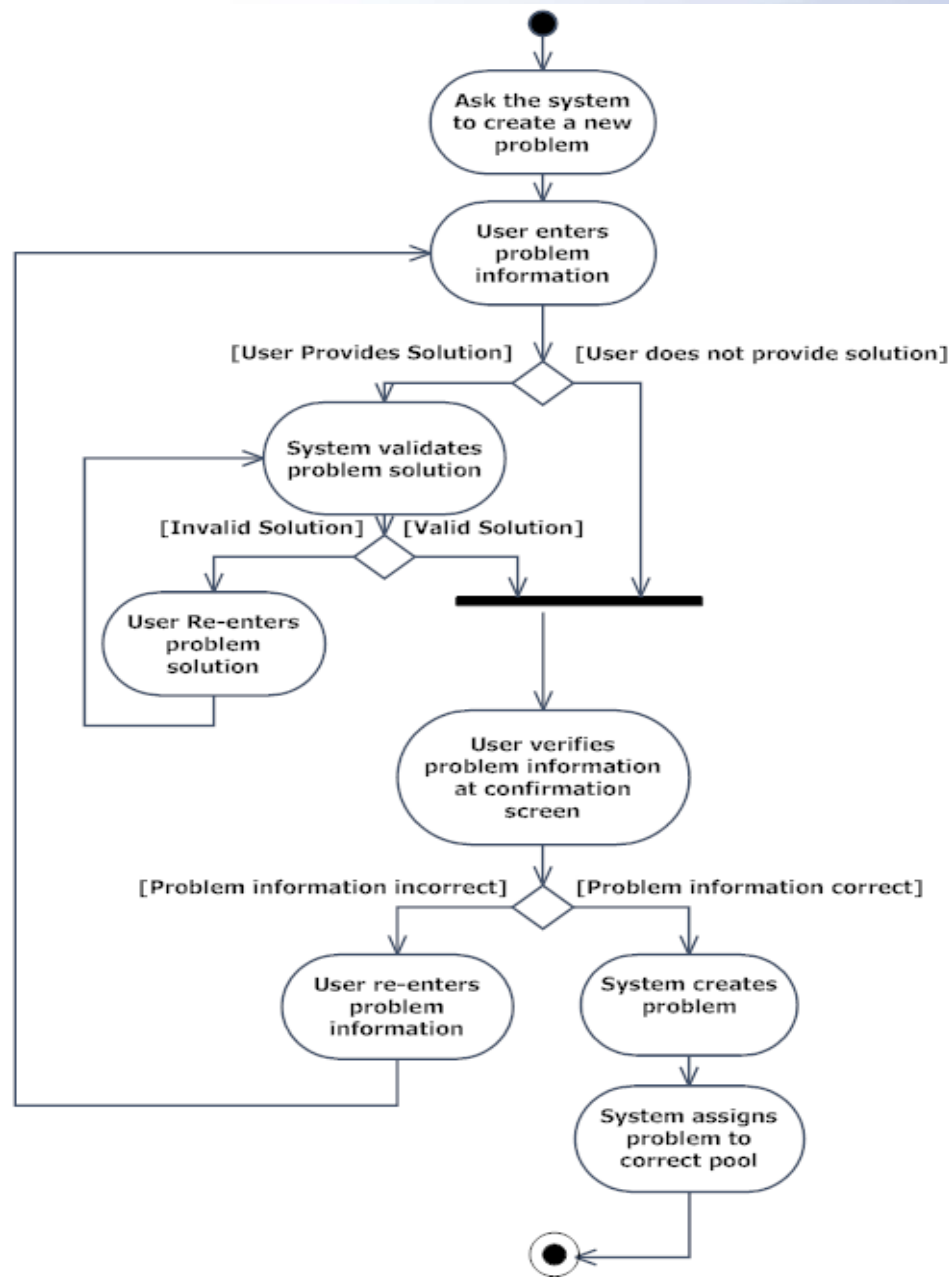 Ask the system
to create a new
problem
User enters
problem
information
[User Provides Solution]
[User does not provide solution]
System validates
problem solution
[Invalid Solution]
[Valid Solution]
User Re-enters
problem
solution
User verifies
problem information
at confirmation
screen
[Problem information incorrect]
[Problem information correct]
User re-enters
problem
information
System creates
problem
System assigns
problem to
correct pool